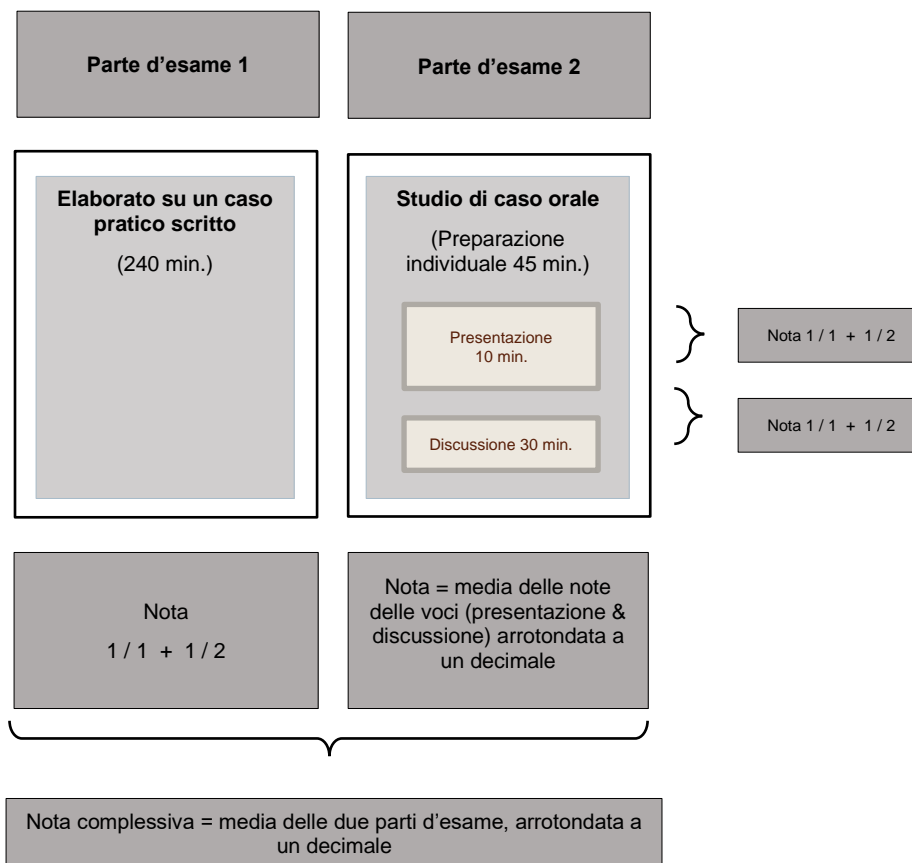 Parte d’esame 1
Parte d’esame 2
Elaborato su un caso
pratico scritto
(240 min.)
Studio di caso orale
(Preparazione
individuale 45 min.)
Presentazione
10 min.
Discussione 30 min.
Nota 1 / 1 + 1 / 2
Nota 1 / 1 + 1 / 2
Nota
1 / 1 + 1 / 2
Nota = media delle note
delle voci (presentazione &
discussione) arrotondata a
un decimale
Nota complessiva = media delle due parti d’esame, arrotondata a
un decimale